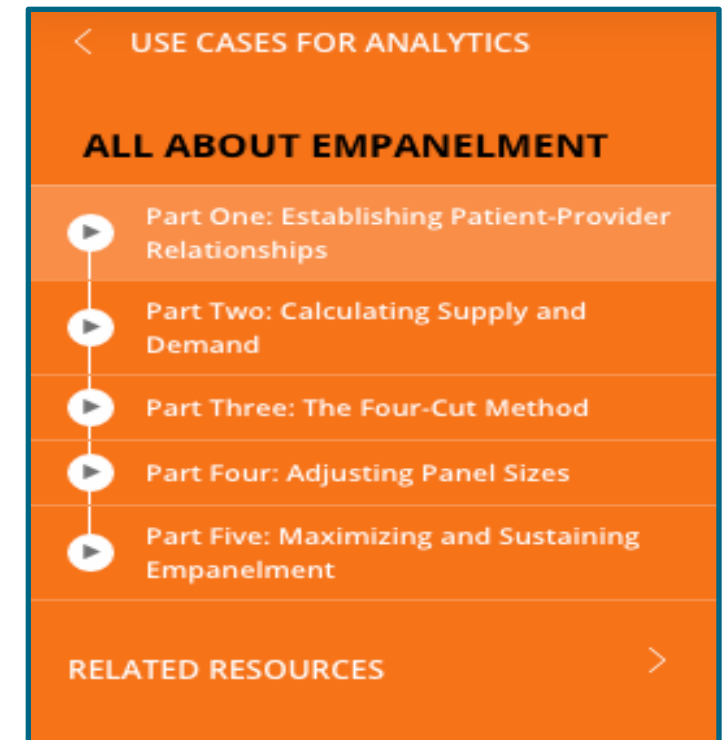 USE CASES FOR ANALYTICS
ALL ABOUT EMPANELMENT
Part One: Establishing Patient-Provider
Relationships
Part Two: Calculating Supply and
Demand
Part Three: The Four-Cut Method
Part Four: Adjusting Panel Sizes
Part Five: Maximizing and Sustaining
Empanelment
RELATED RESOURCES